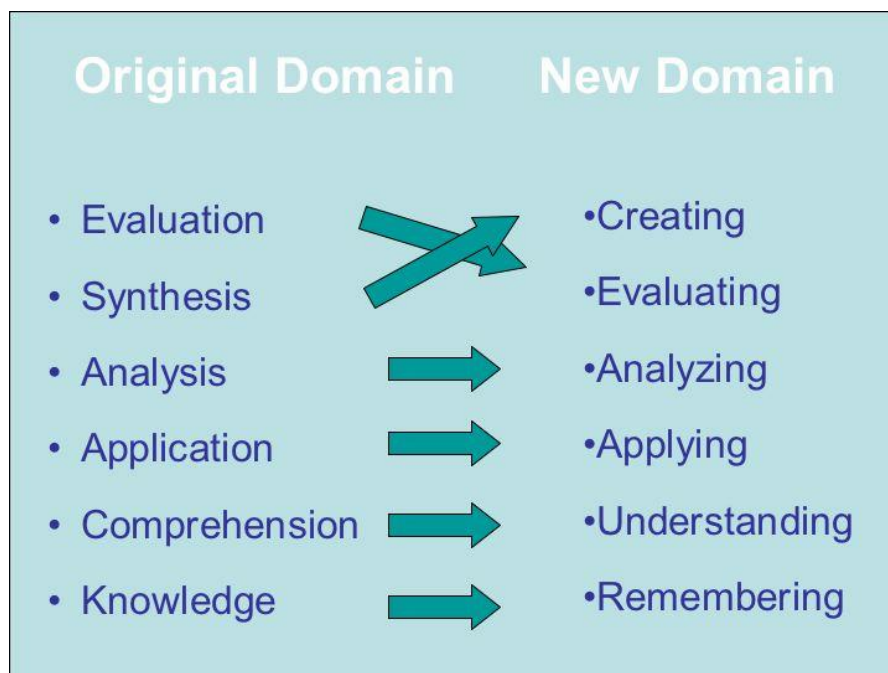 Original Domain New Domain
• Evaluation •Creating
• Synthesis •Evaluating
• Analysis •Analyzing
• Application •Applying
• Comprehension •Understanding
• Knowledge •Remembering